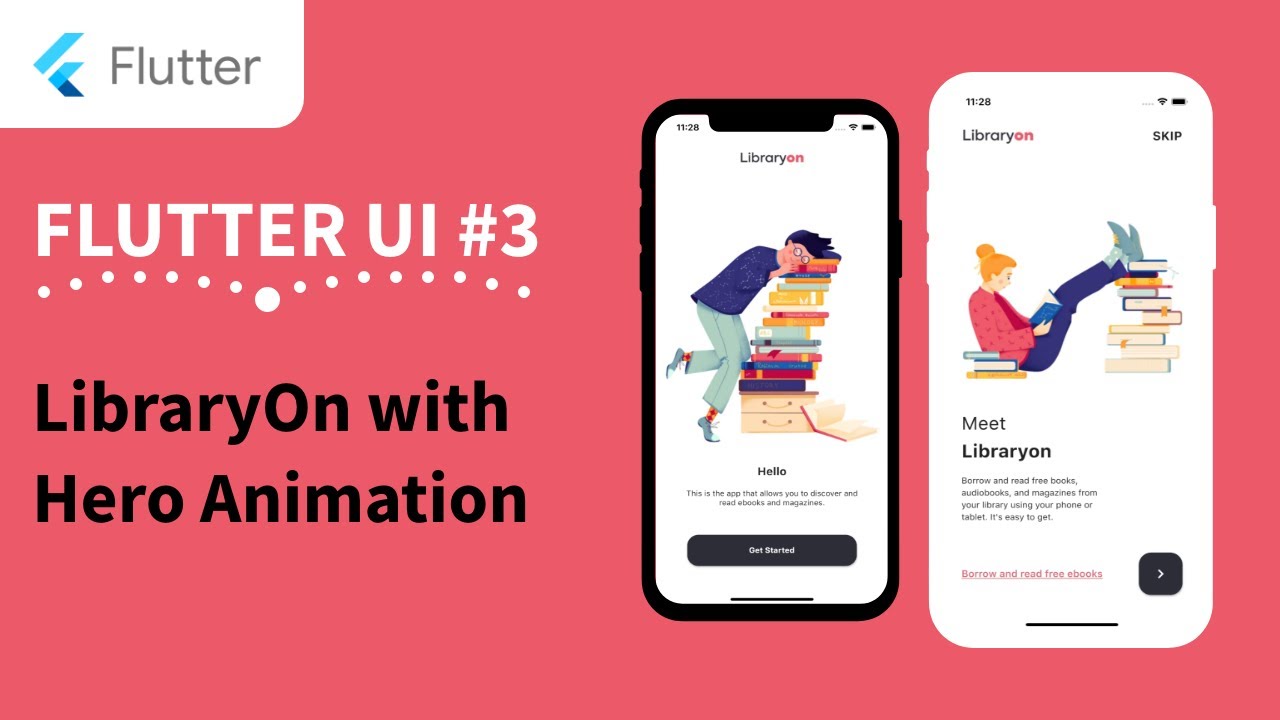 Flutter
FLUTTER UI #3
LibraryOn with
Hero Animation
11:28
Libraryon
HISTORY
Hello
This is the app that allows you to discover and
read ebooks and magazines.
Get Started
11:28
Libraryon
SKIP
Meet
Libraryon
Borrow and read free books,
audiobooks, and magazines from
your library using your phone or
tablet. It's easy to get.
Borrow and read free ebooks